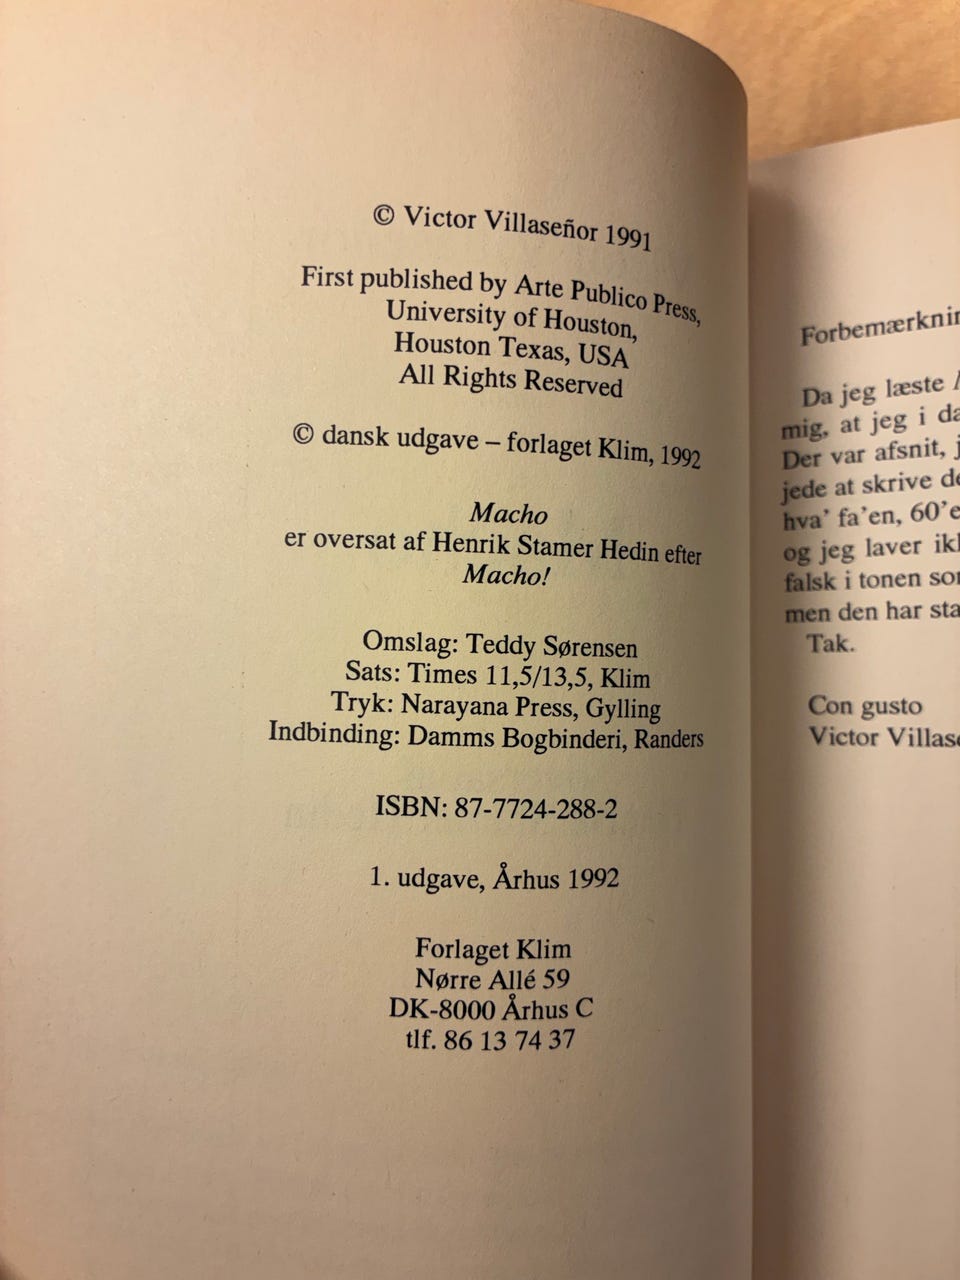 © Victor Villaseñor 1991
First published by Arte Publico Press,
University of Houston,
Houston Texas, USA
All Rights Reserved
© dansk udgave – forlaget Klim, 1992
Macho
er oversat af Henrik Stamer Hedin efter
Macho!
Omslag: Teddy Sørensen
Sats: Times 11,5/13,5, Klim
Tryk: Narayana Press, Gylling
Indbinding: Damms Bogbinderi, Randers
ISBN: 87-7724-288-2
1. udgave, Århus 1992
Forlaget Klim
Nørre Allé 59
DK-8000 Århus C
tlf. 86 13 74 37
Da jeg læste
mig, at jeg i
Der var afsnit,
jede at skrive
hva' fa'en,
og jeg laver
falsk i tonen
men den har
Tak.
Con gusto
Victor